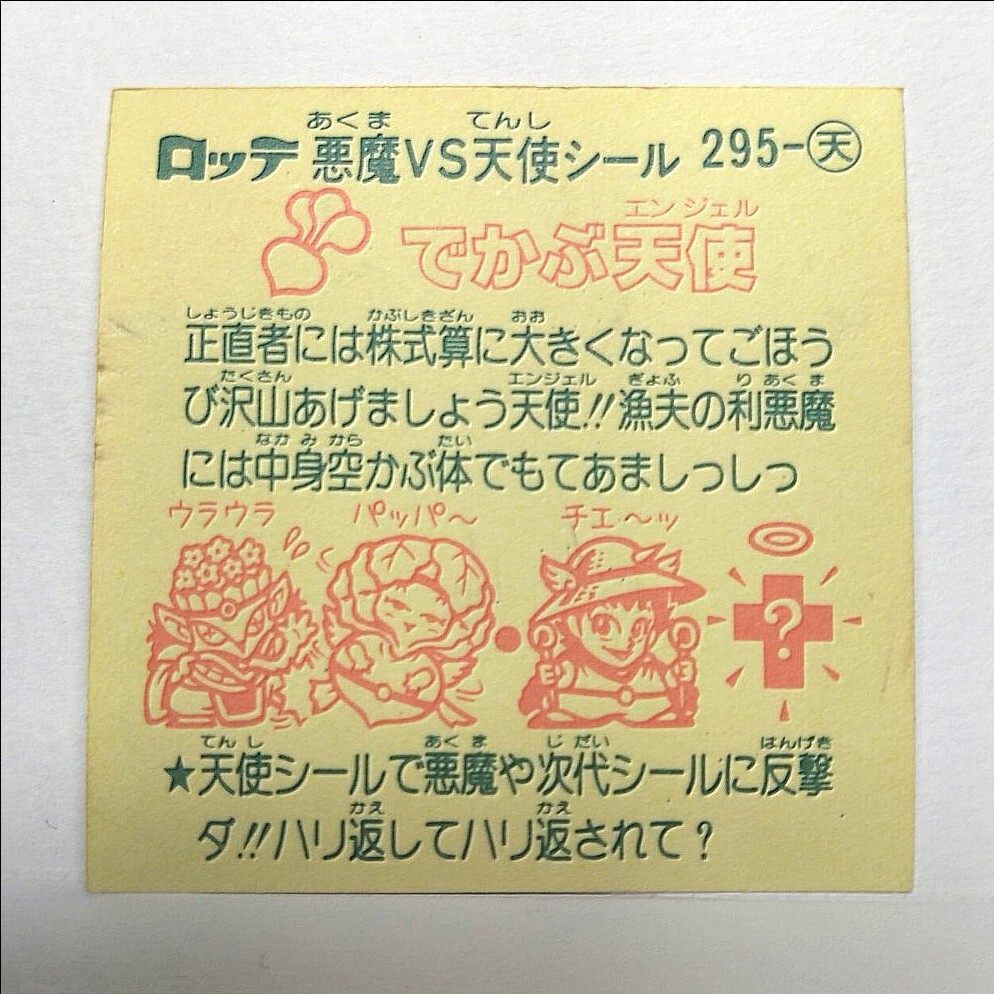 あくま てんし
ロッテ 悪魔VS天使シール 295-㊝天
エンジェル
でかぶ天使
しょうじきもの かぶしきざん おお
正直者には株式算に大きくなってごほう
たくさん エンジェル ぎょふ り あくま
び沢山あげましょう天使!!漁夫の利悪魔
なかみから たい
には中身空かぶ体でもてあましっしっ
ウラウラ パッパ〜 チエ〜ッ
?
てんし あくま じだい はんげき
★天使シールで悪魔や次代シールに反撃
かえ かえ
ダ!!ハリ返してハリ返されて?